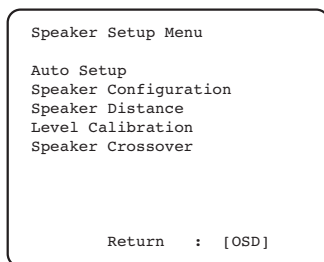 Speaker Setup Menu
Auto Setup
Speaker Configuration
Speaker Distance
Level Calibration
Speaker Crossover
Return : [OSD]